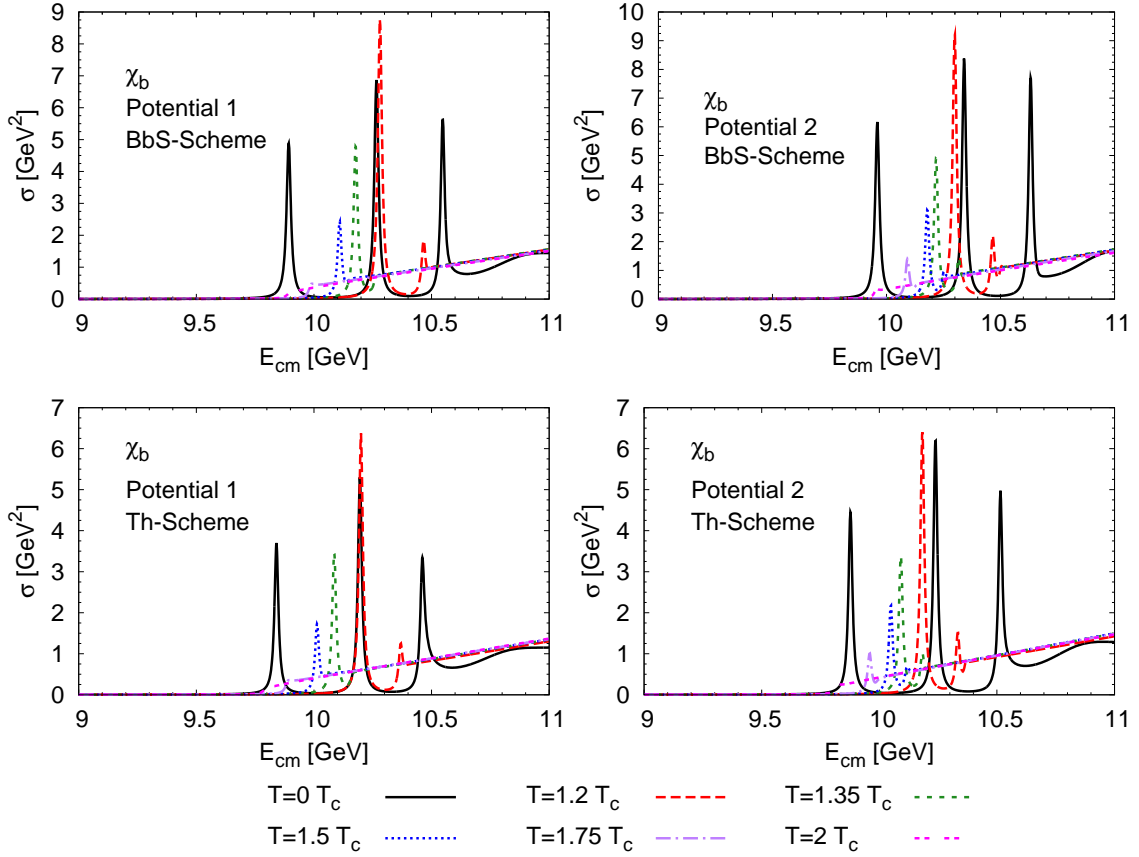 χb
Potential 1
BbS-Scheme
σ [GeV2]
9
8
7
6
5
4
3
2
1
0
9
9.5
10
10.5
11
Ecm [GeV]
χb
Potential 2
BbS-Scheme
σ [GeV2]
10
9
8
7
6
5
4
3
2
1
0
9
9.5
10
10.5
11
Ecm [GeV]
χb
Potential 1
Th-Scheme
σ [GeV2]
7
6
5
4
3
2
1
0
9
9.5
10
10.5
11
Ecm [GeV]
χb
Potential 2
Th-Scheme
σ [GeV2]
7
6
5
4
3
2
1
0
9
9.5
10
10.5
11
Ecm [GeV]
T=0 Tc
T=1.2 Tc
T=1.35 Tc
T=1.5 Tc
T=1.75 Tc
T=2 Tc